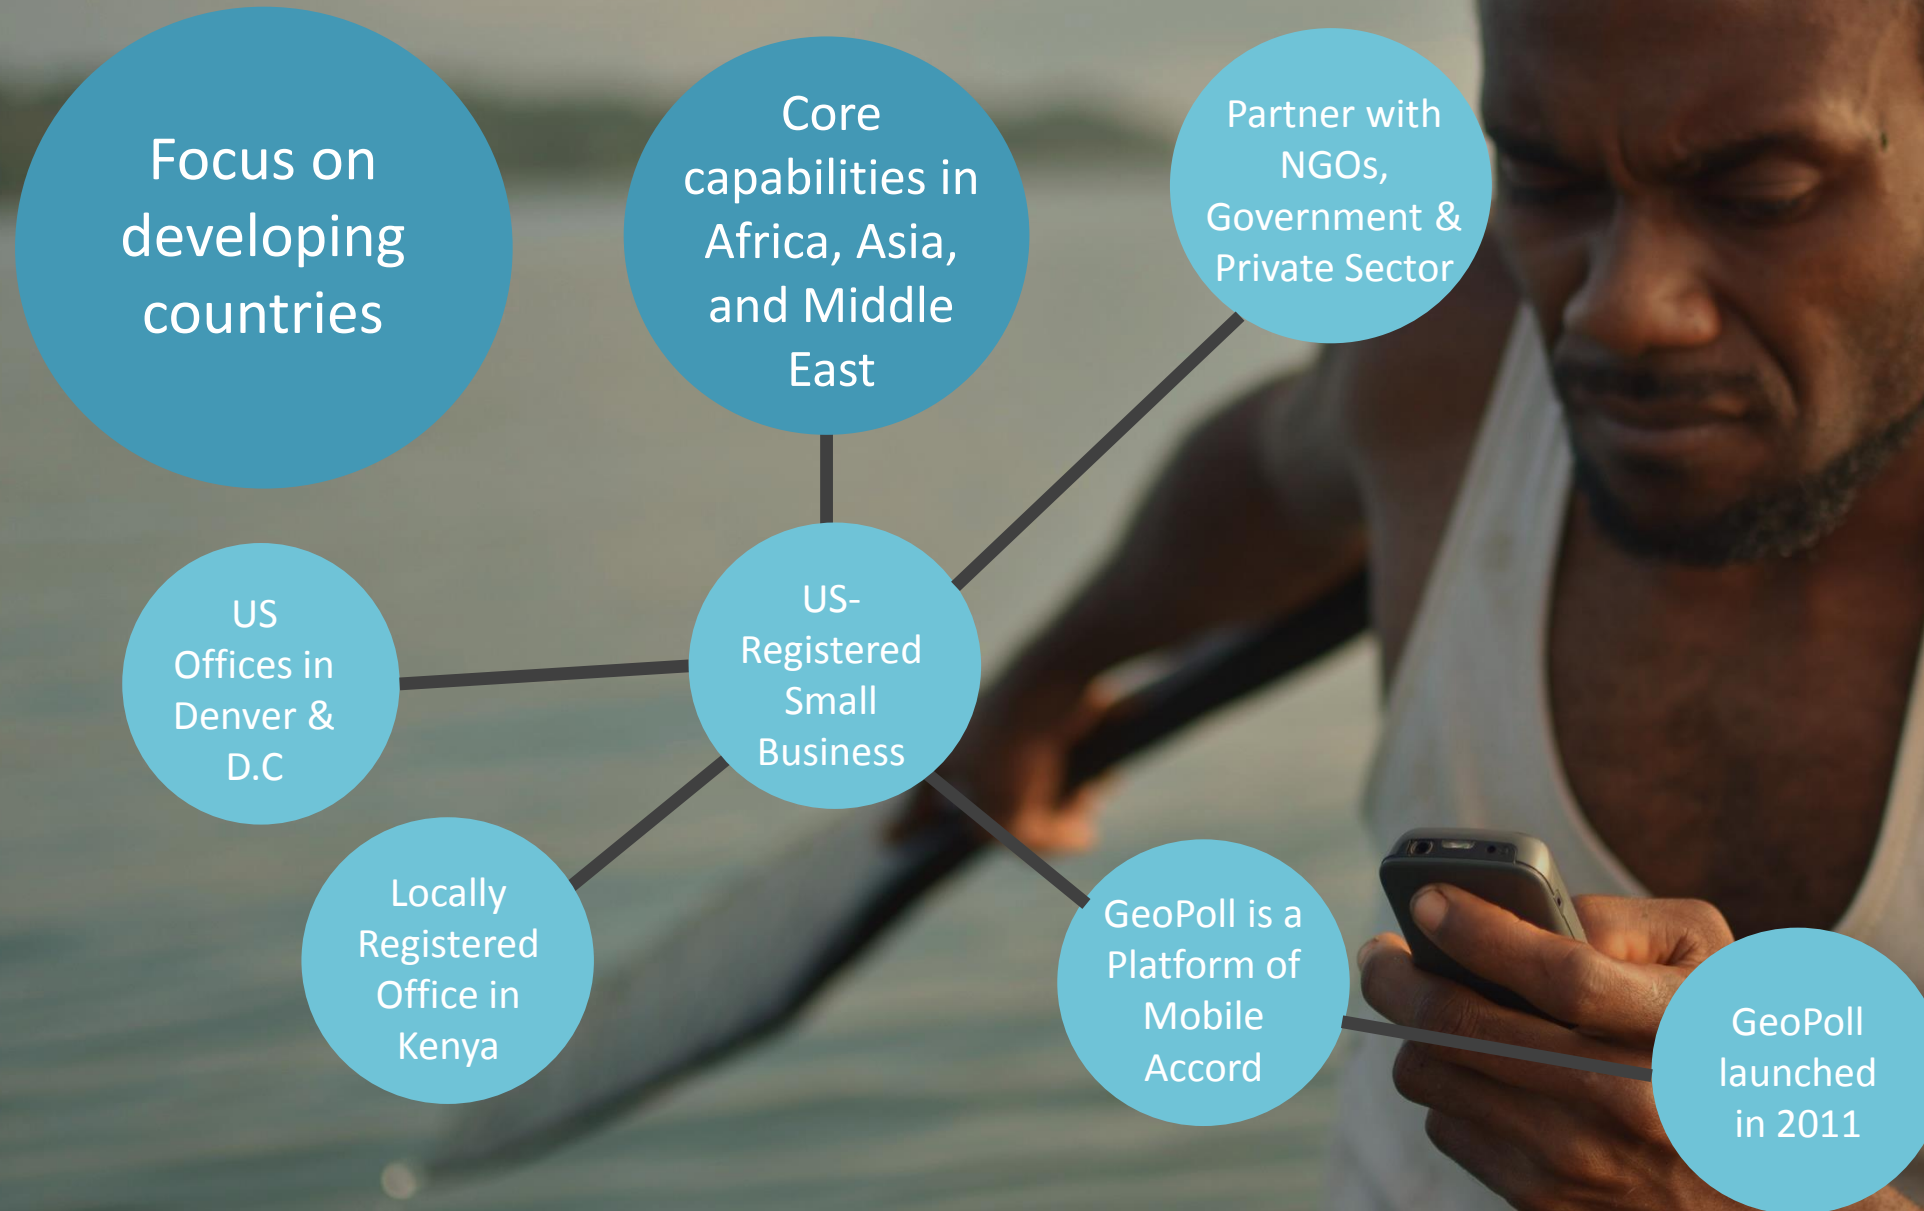 Focus on
developing
countries
Core
capabilities in
Africa, Asia,
and Middle
East
Partner with
NGOs,
Government &
Private Sector
US
Offices in
Denver &
D.C
US-
Registered
Small
Business
Locally
Registered
Office in
Kenya
GeoPoll is a
Platform of
Mobile
Accord
GeoPoll
launched
in 2011